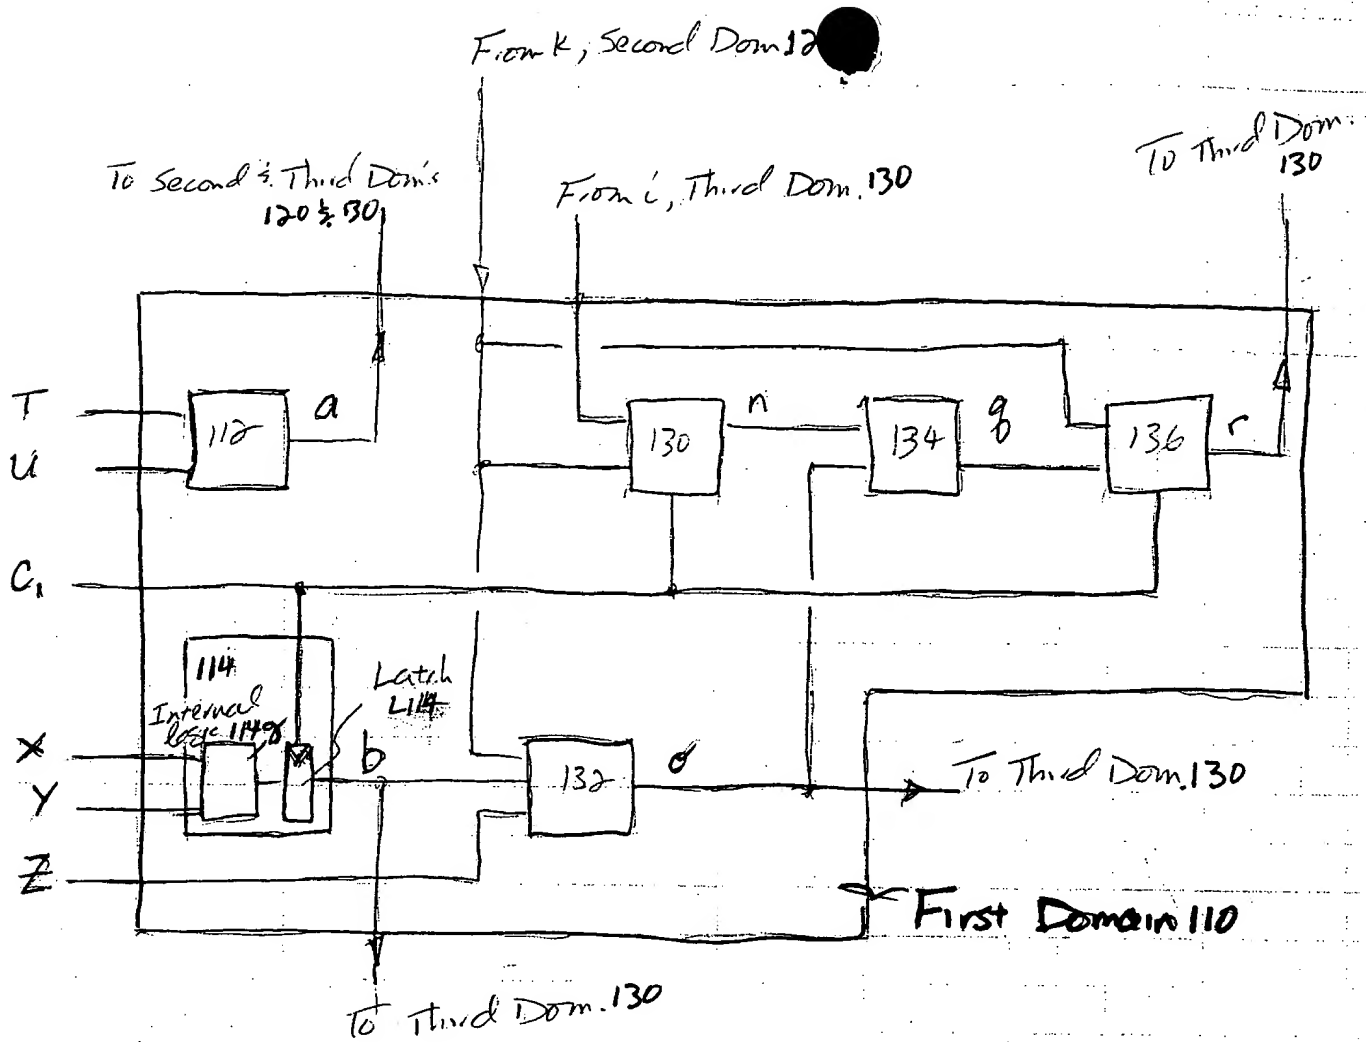 From k, Second Dom 12
To Third Dom.
130
To Second & Third Dom's
120 & 130
From i, Third Dom. 130
T
U
112
a
130
n
134
q
136
r
C1
114
Internal
logic 114g
Latch
L114
X
Y
Z
b
132
o
To Third Dom. 130
First Domain 110
To Third Dom. 130